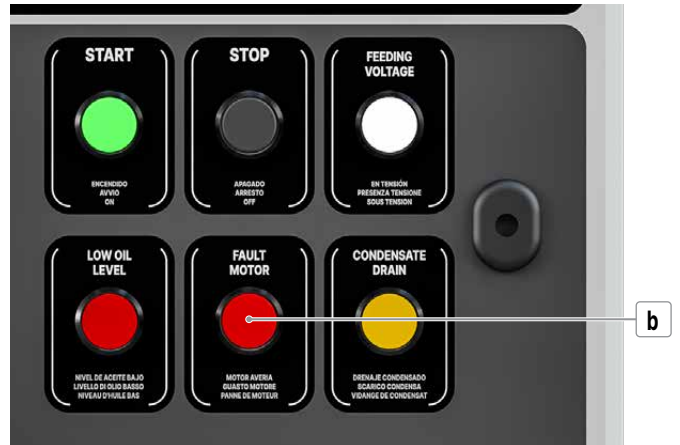 START
STOP
FEEDING
VOLTAGE
ENCENDIDO
AVVIO
ON
APAGADO
ARRESTO
OFF
EN TENSIÓN
PRESENZA TENSIONE
SOUS TENSION
LOW OIL
LEVEL
FAULT
MOTOR
CONDENSATE
DRAIN
b
NIVEL DE ACEITE BAJO
LIVELLO DI OLIO BASSO
NIVEAU D'HUILE BAS
MOTOR AVERIA
GUASTO MOTORE
PANNE DE MOTEUR
DRENAJE CONDENSADO
SCARICO CONDENSA
VIDANGE DE CONDENSAT